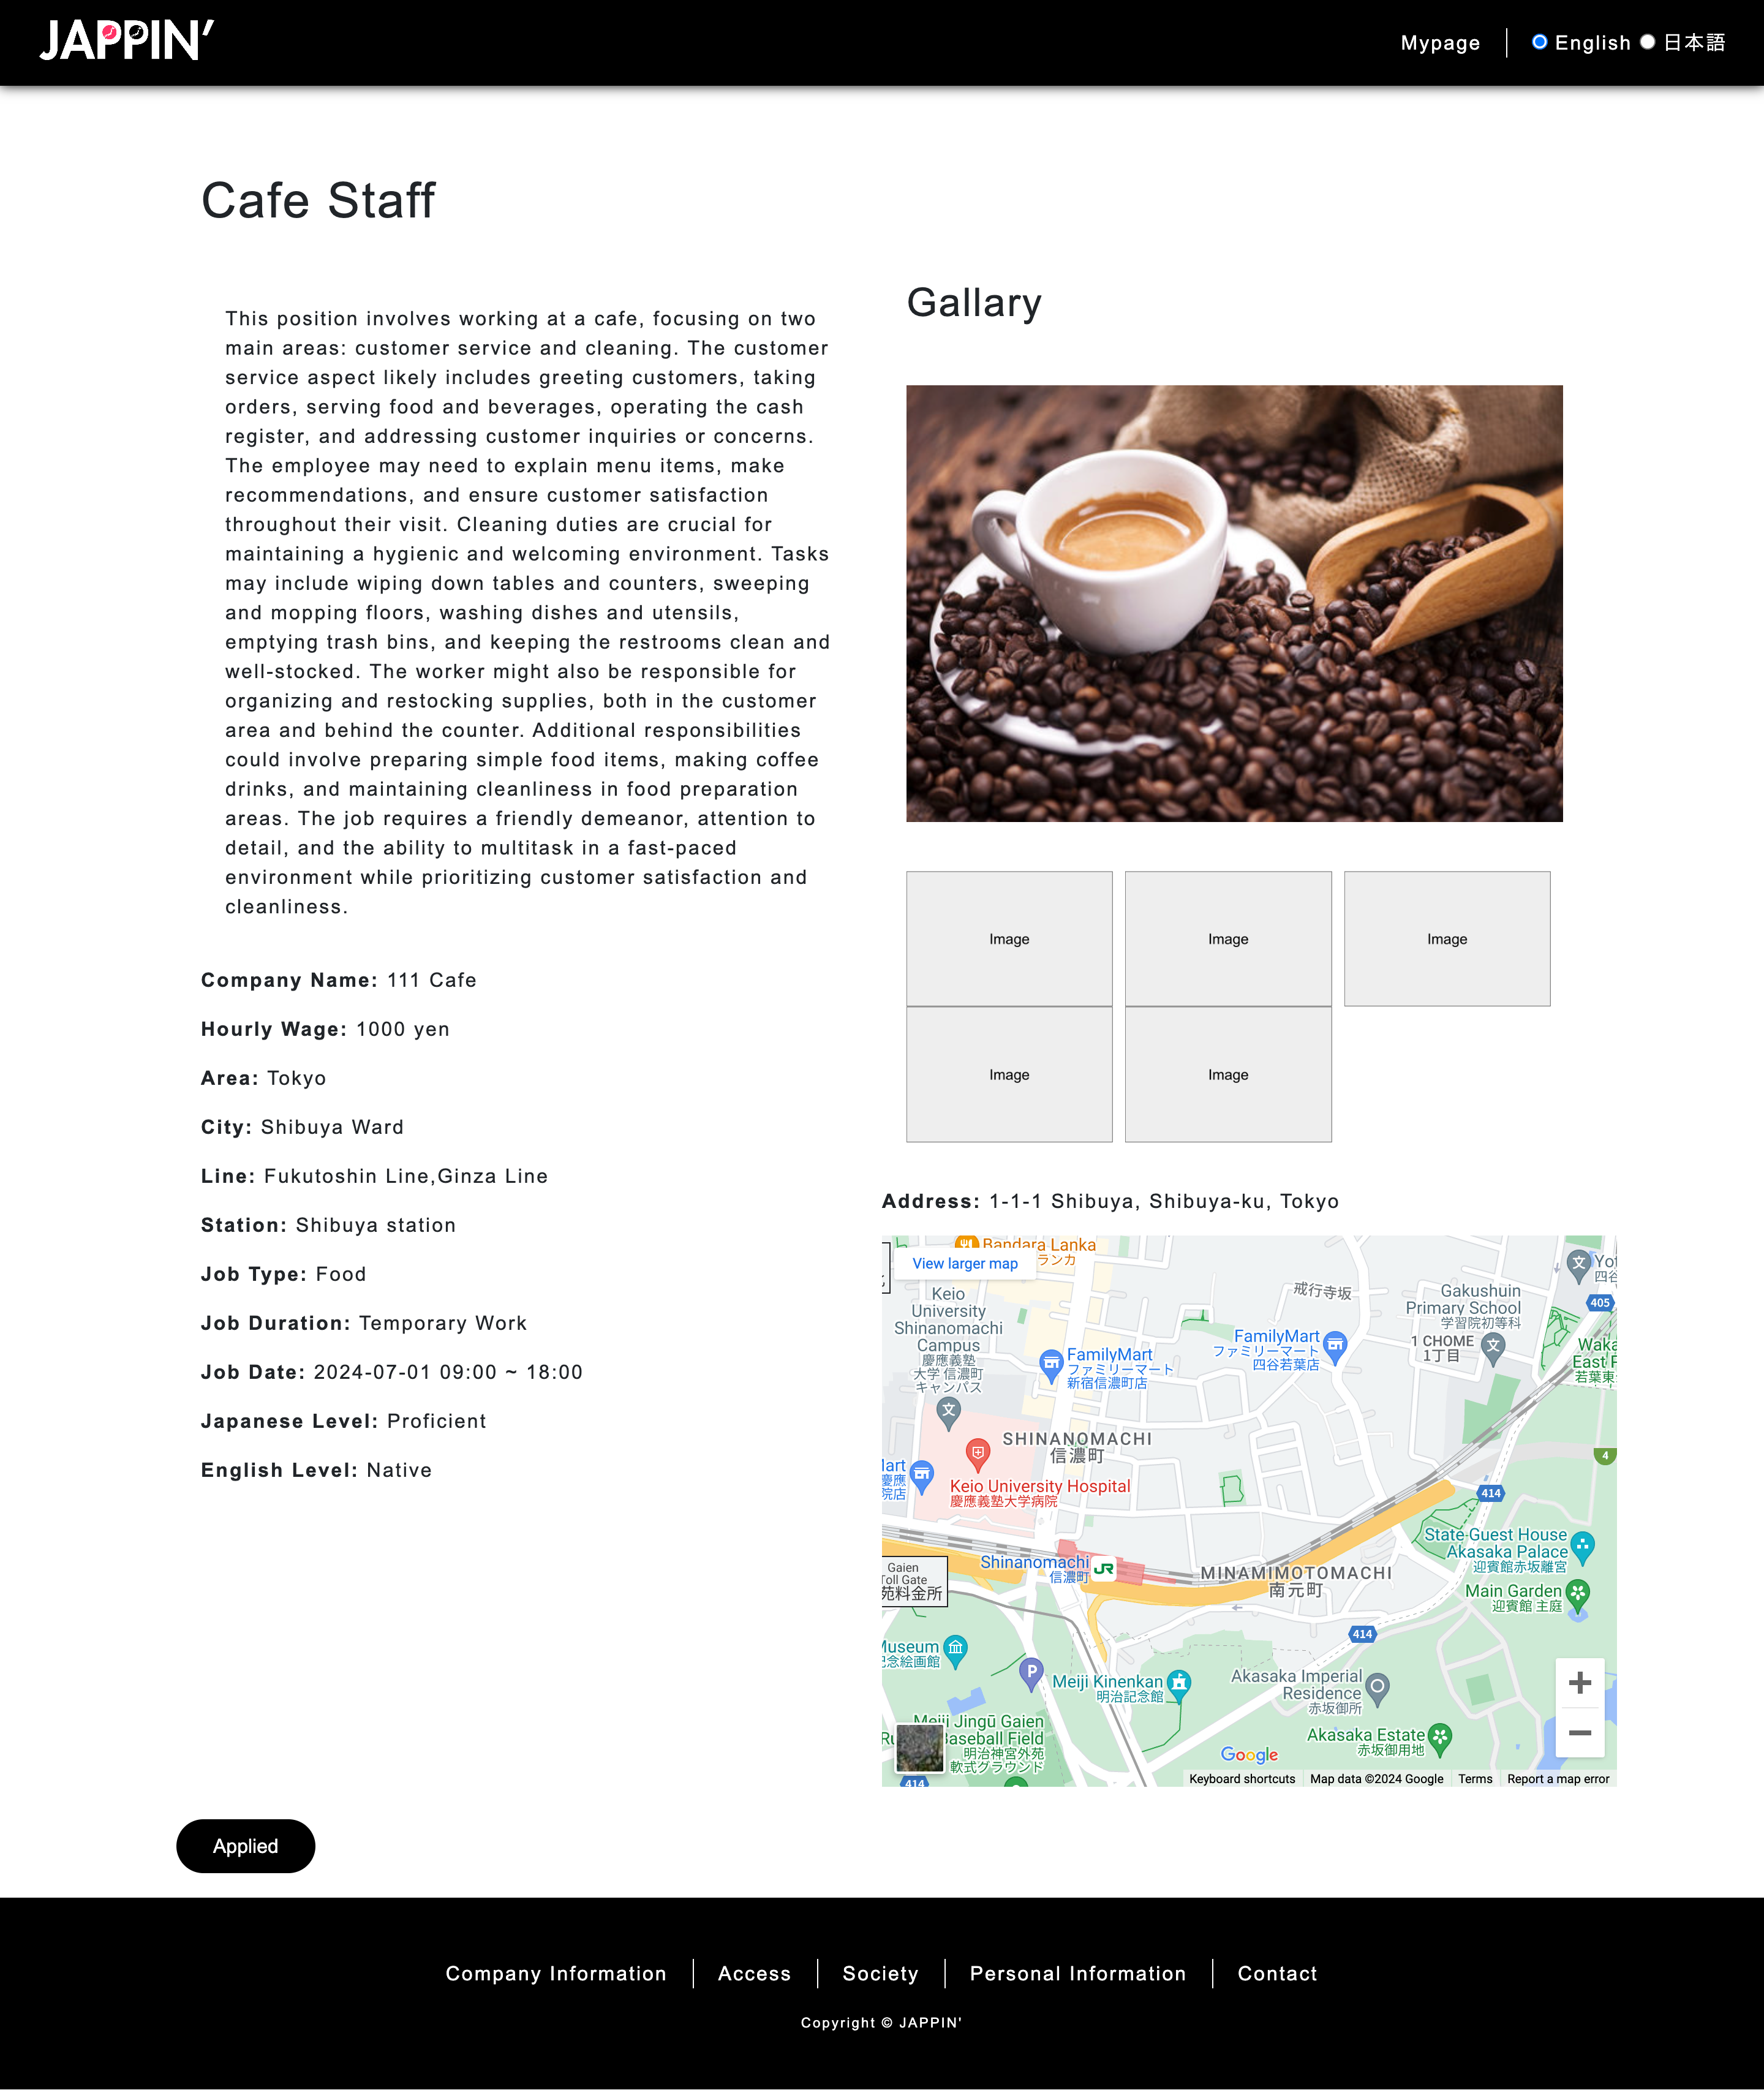 JAPPIN'
Mypage
English
日本語
Cafe Staff
This position involves working at a cafe, focusing on two
main areas: customer service and cleaning. The customer
service aspect likely includes greeting customers, taking
orders, serving food and beverages, operating the cash
register, and addressing customer inquiries or concerns.
The employee may need to explain menu items, make
recommendations, and ensure customer satisfaction
throughout their visit. Cleaning duties are crucial for
maintaining a hygienic and welcoming environment. Tasks
may include wiping down tables and counters, sweeping
and mopping floors, washing dishes and utensils,
emptying trash bins, and keeping the restrooms clean and
well-stocked. The worker might also be responsible for
organizing and restocking supplies, both in the customer
area and behind the counter. Additional responsibilities
could involve preparing simple food items, making coffee
drinks, and maintaining cleanliness in food preparation
areas. The job requires a friendly demeanor, attention to
detail, and the ability to multitask in a fast-paced
environment while prioritizing customer satisfaction and
cleanliness.
Company Name: 111 Cafe
Hourly Wage: 1000 yen
Area: Tokyo
City: Shibuya Ward
Line: Fukutoshin Line,Ginza Line
Station: Shibuya station
Job Type: Food
Job Duration: Temporary Work
Job Date: 2024-07-01 09:00 ~ 18:00
Japanese Level: Proficient
English Level: Native
Gallary
Image
Image
Image
Image
Image
Address: 1-1-1 Shibuya, Shibuya-ku, Tokyo
Bandara Lanka
ランカ
View larger map
Keio
University
Shinanomachi
Campus
慶應義塾
大学 信濃町
キャンパス
FamilyMart
ファミリーマート
新宿信濃町店
FamilyMart
ファミリーマート
四谷若葉店
戒行寺坂
Gakushuin
Primary School
学習院初等科
1 CHOME
1丁目
Yot
四谷
405
Waka
East P
若葉東
SHINANOMACHI
信濃町
Keio University Hospital
慶應義塾大学病院
lart
慶應
院店
4
414
State Guest House
Akasaka Palace
迎賓館赤坂離宮
Main Garden
迎賓館 主庭
Shinanomachi
信濃町
JR
MINAMIMOTOMACHI
南元町
Gaien
Toll Gate
苑料金所
414
Museum
記念絵画館
P
Meiji Kinenkan
明治記念館
Akasaka Imperial
Residence
赤坂御所
Akasaka Estate
赤坂御用地
Meiji Jingū Gaien
Baseball Field
明治神宮外苑
軟式グラウンド
414
Google
Keyboard shortcuts
Map data ©2024 Google
Terms
Report a map error
Applied
Company Information
Access
Society
Personal Information
Contact
Copyright © JAPPIN'